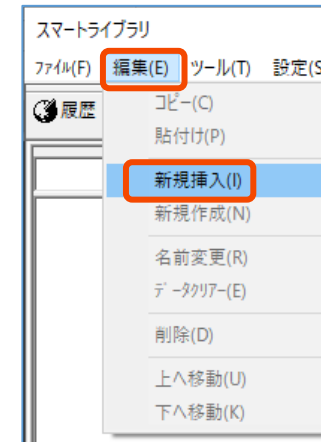 スマートライブラリ
ﾌｧｲﾙ(F) 編集(E) ツール(T) 設定(S
履歴
コピー(C)
貼付け(P)
新規挿入(I)
新規作成(N)
名前変更(R)
ﾃﾞｰﾀｸﾘｱｰ(E)
削除(D)
上へ移動(U)
下へ移動(K)